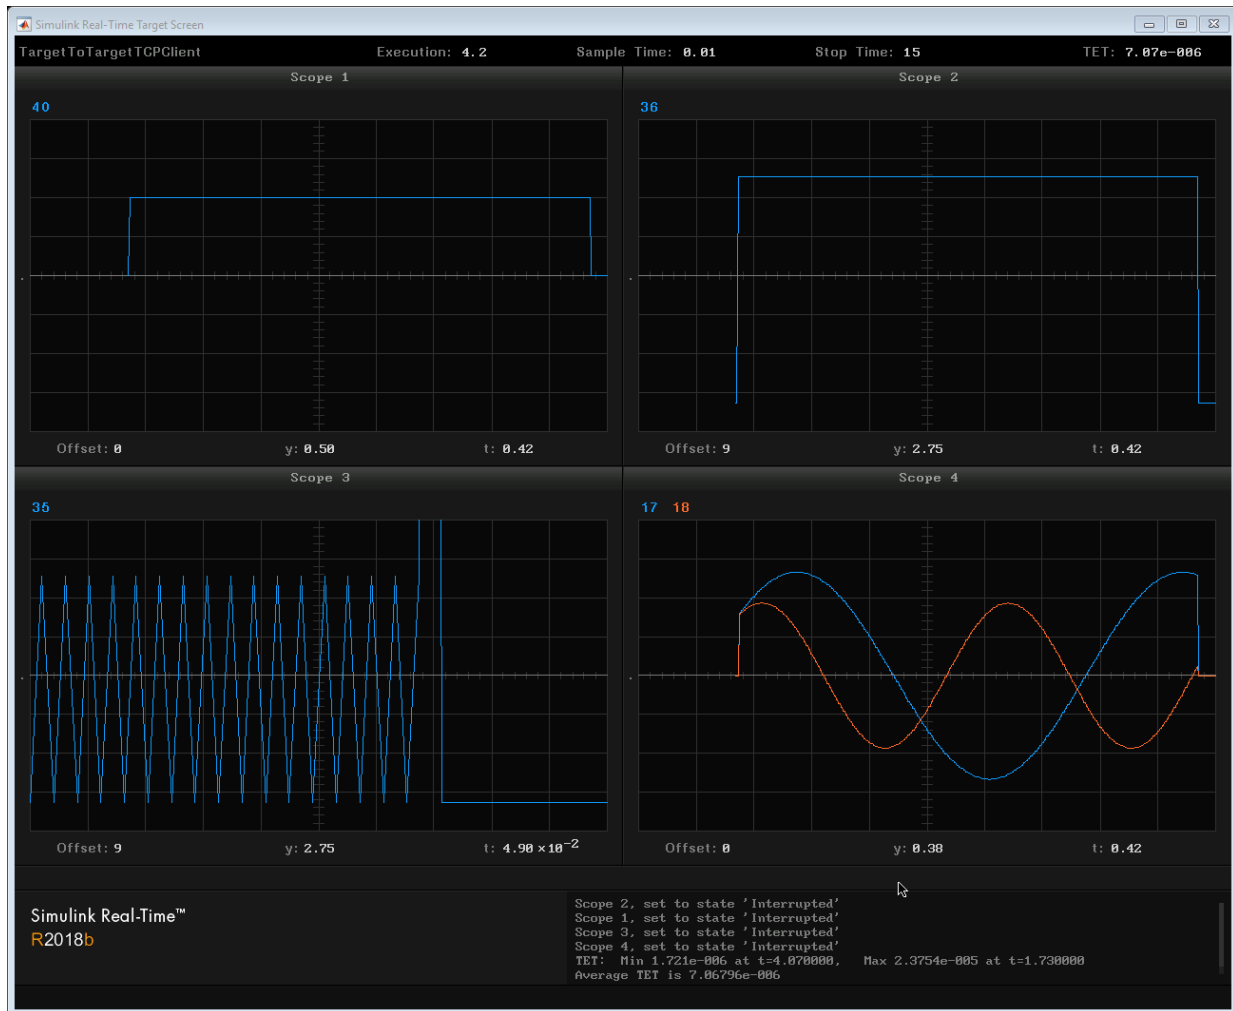 Simulink Real-Time Target Screen
TargetToTargetTCPClient Execution: 4.2 Sample Time: 0.01 Stop Time: 15 TET: 7.07e-006
Scope 1
40
Offset: 0 y: 0.50 t: 0.42
Scope 2
36
Offset: 9 y: 2.75 t: 0.42
Scope 3
35
Offset: 9 y: 2.75 t: 4.90 ×10⁻²
Scope 4
17 18
Offset: 0 y: 0.38 t: 0.42
Simulink Real-Time™
R2018b
Scope 2, set to state 'Interrupted'
Scope 1, set to state 'Interrupted'
Scope 3, set to state 'Interrupted'
Scope 4, set to state 'Interrupted'
TET: Min 1.721e-006 at t=4.070000, Max 2.3754e-005 at t=1.730000
Average TET is 7.06796e-006